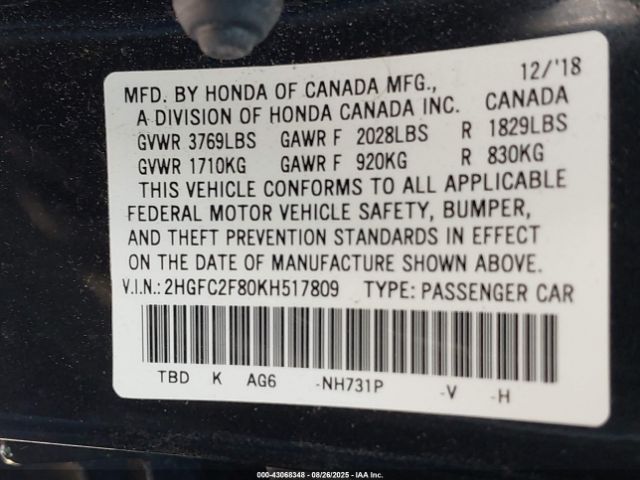 12/'18
MFD. BY HONDA OF CANADA MFG.,
A DIVISION OF HONDA CANADA INC. CANADA
GVWR 3769LBS GAWR F 2028LBS R 1829LBS
GVWR 1710KG GAWR F 920KG R 830KG
THIS VEHICLE CONFORMS TO ALL APPLICABLE
FEDERAL MOTOR VEHICLE SAFETY, BUMPER,
AND THEFT PREVENTION STANDARDS IN EFFECT
ON THE DATE OF MANUFACTURE SHOWN ABOVE.
V.I.N.: 2HGFC2F80KH517809 TYPE: PASSENGER CAR
TBD K AG6 -NH731P -V -H
000-43068348 - 08/26/2025 - IAA Inc.